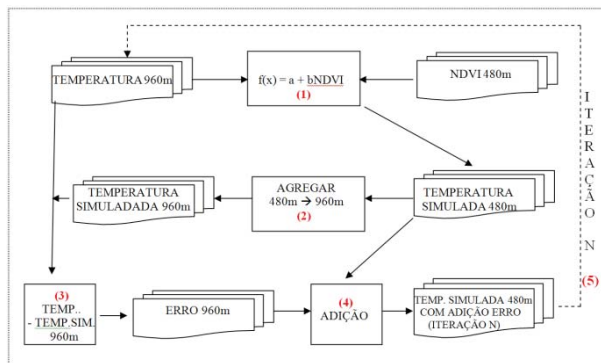 TEMPERATURA 960m
f(x) = a + bNDVI
(1)
NDVI 480m
ITERAÇÃO N
TEMPERATURA
SIMULADADA 960m
AGREGAR
480m → 960m
(2)
TEMPERATURA
SIMULADA 480m
(3)
TEMP..
- TEMP.SIM.
960m
ERRO 960m
(4)
ADIÇÃO
TEMP. SIMULADA 480m
COM ADIÇÃO ERRO
(ITERAÇÃO N)
(5)